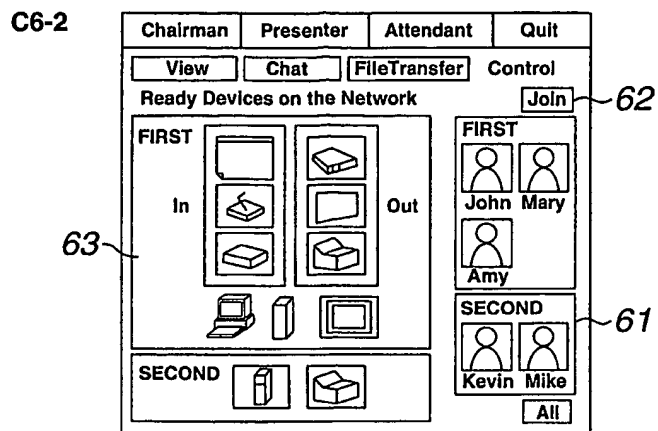 C6-2
Chairman Presenter Attendant Quit
View Chat FileTransfer Control
Ready Devices on the Network Join 62
FIRST
In Out
63
FIRST
John Mary
Amy
SECOND
61
Kevin Mike
SECOND
All